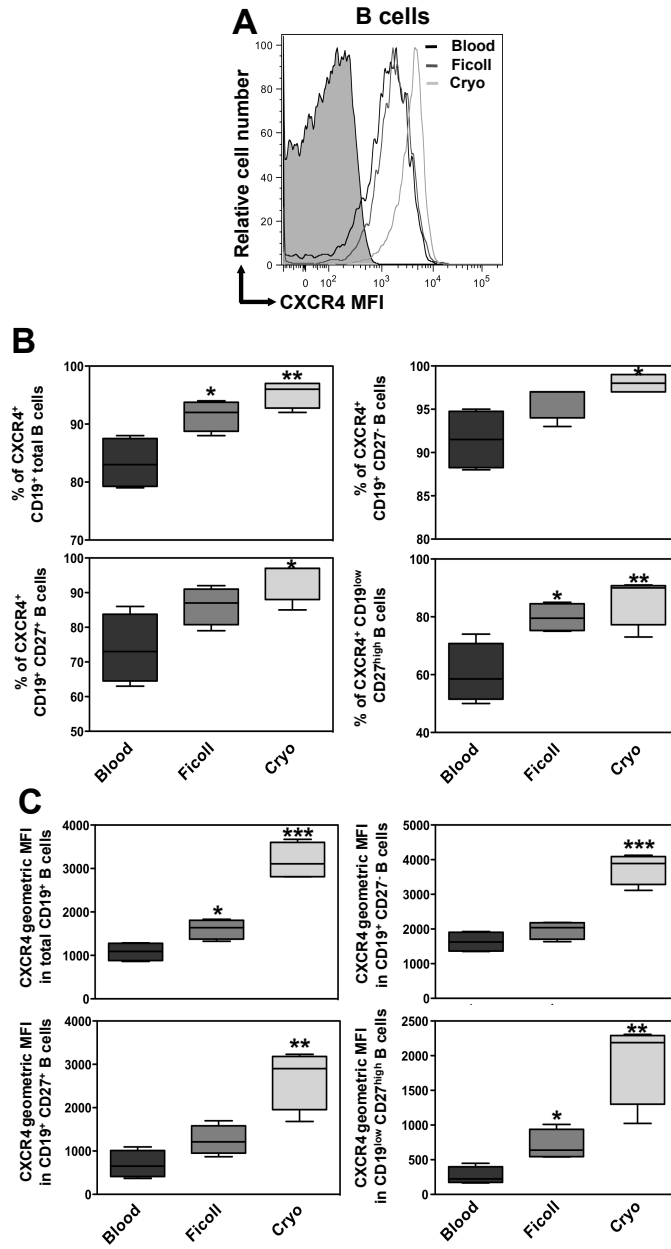 A
B cells
Blood
Ficoll
Cryo
Relative cell number
100
80
60
40
20
0
0 10² 10³ 10⁴ 10⁵
CXCR4 MFI
B
% of CXCR4⁺
CD19⁺ total B cells
100
90
80
70
*
**
% of CXCR4⁺
CD19⁺ CD27⁻ B cells
100
95
90
85
80
*
% of CXCR4⁺
CD19⁺ CD27⁺ B cells
100
90
80
70
60
50
*
Blood
Ficoll
Cryo
% of CXCR4⁺ CD19ˡᵒʷ
CD27ʰⁱᵍʰ B cells
100
80
60
40
*
**
Blood
Ficoll
Cryo
C
CXCR4 geometric MFI
in total CD19⁺ B cells
4000
3000
2000
1000
0
*
***
CXCR4 geometric MFI
in CD19⁺ CD27⁻ B cells
5000
4000
3000
2000
1000
0
***
CXCR4 geometric MFI
in CD19⁺ CD27⁺ B cells
3000
2000
1000
0
**
Blood
Ficoll
Cryo
CXCR4 geometric MFI
in CD19ˡᵒʷ CD27ʰⁱᵍʰ B cells
2500
2000
1500
1000
500
0
*
**
Blood
Ficoll
Cryo